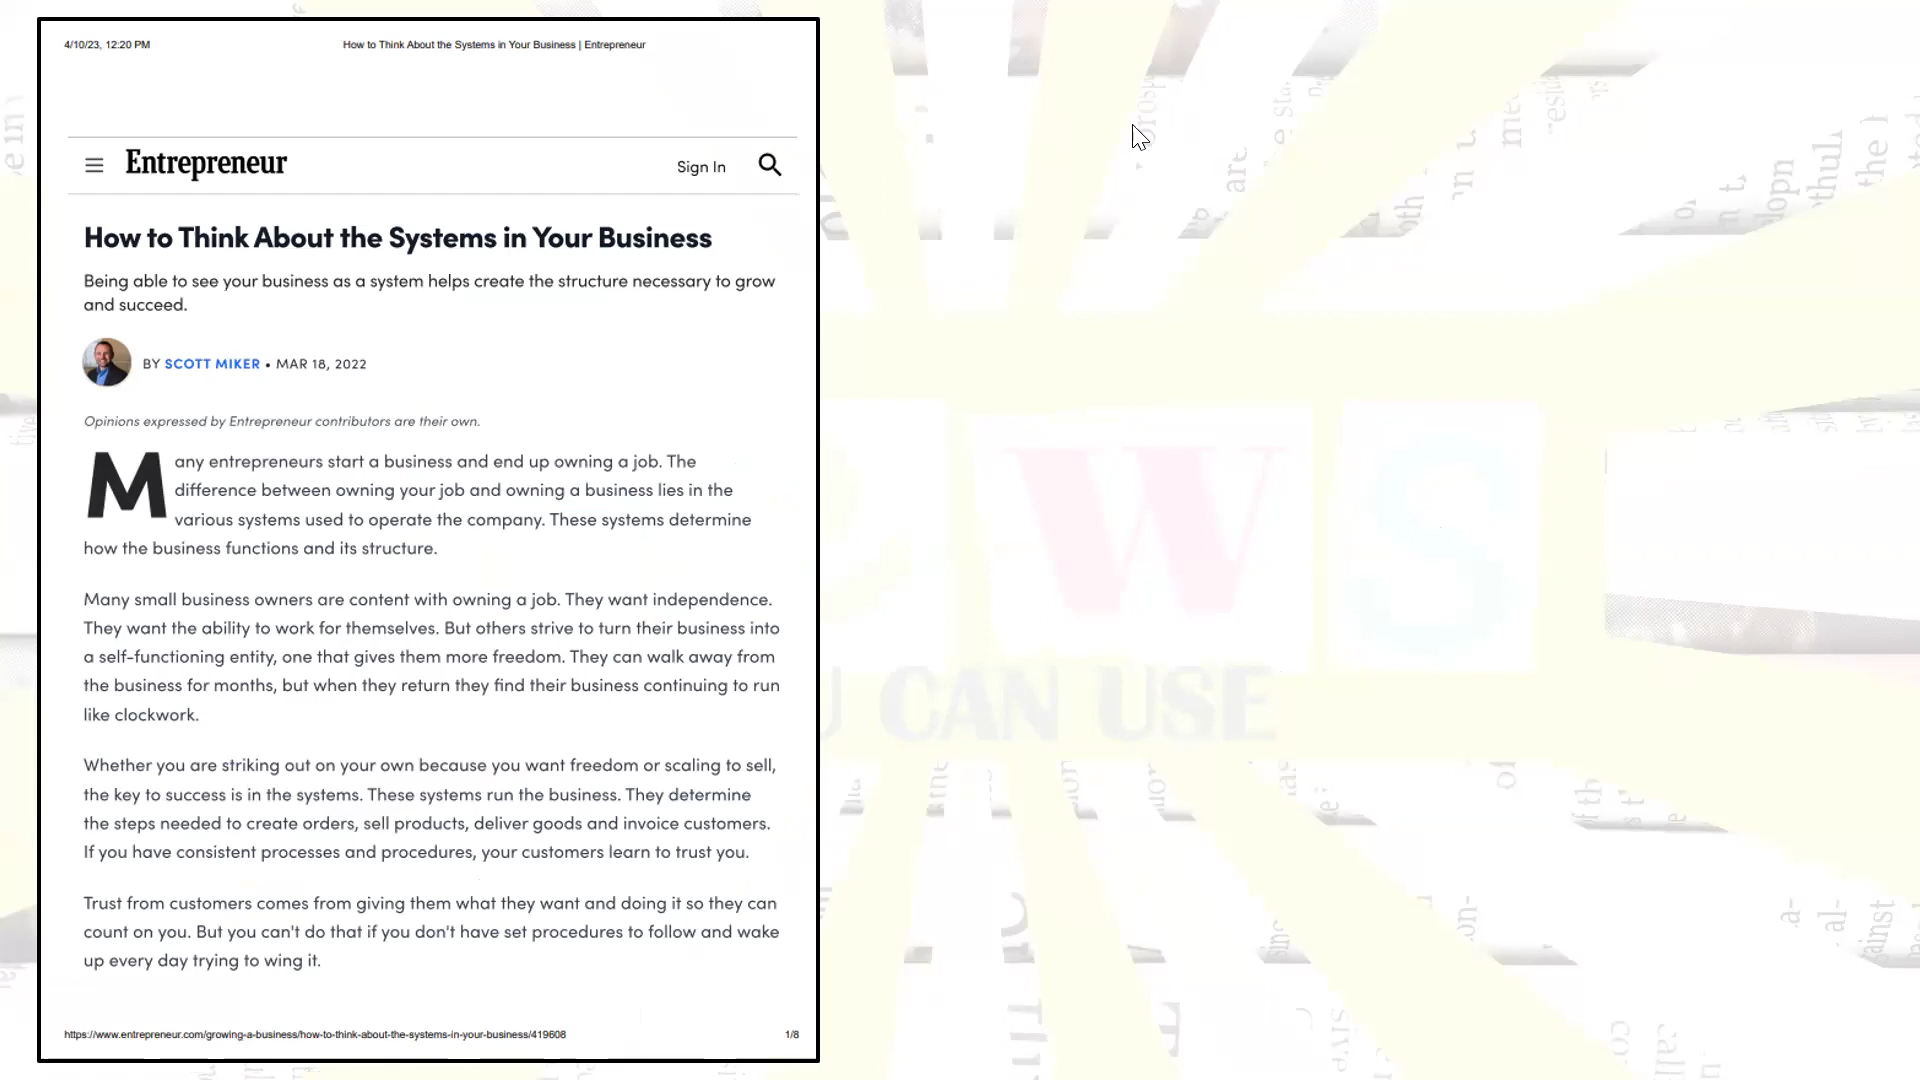 4/10/23, 12:20 PM
How to Think About the Systems in Your Business | Entrepreneur
Entrepreneur
Sign In
How to Think About the Systems in Your Business
Being able to see your business as a system helps create the structure necessary to grow
and succeed.
BY SCOTT MIKER • MAR 18, 2022
Opinions expressed by Entrepreneur contributors are their own.
Many entrepreneurs start a business and end up owning a job. The
difference between owning your job and owning a business lies in the
various systems used to operate the company. These systems determine
how the business functions and its structure.
Many small business owners are content with owning a job. They want independence.
They want the ability to work for themselves. But others strive to turn their business into
a self-functioning entity, one that gives them more freedom. They can walk away from
the business for months, but when they return they find their business continuing to run
like clockwork.
Whether you are striking out on your own because you want freedom or scaling to sell,
the key to success is in the systems. These systems run the business. They determine
the steps needed to create orders, sell products, deliver goods and invoice customers.
If you have consistent processes and procedures, your customers learn to trust you.
Trust from customers comes from giving them what they want and doing it so they can
count on you. But you can't do that if you don't have set procedures to follow and wake
up every day trying to wing it.
https://www.entrepreneur.com/growing-a-business/how-to-think-about-the-systems-in-your-business/419608
1/8
W S
CAN USE